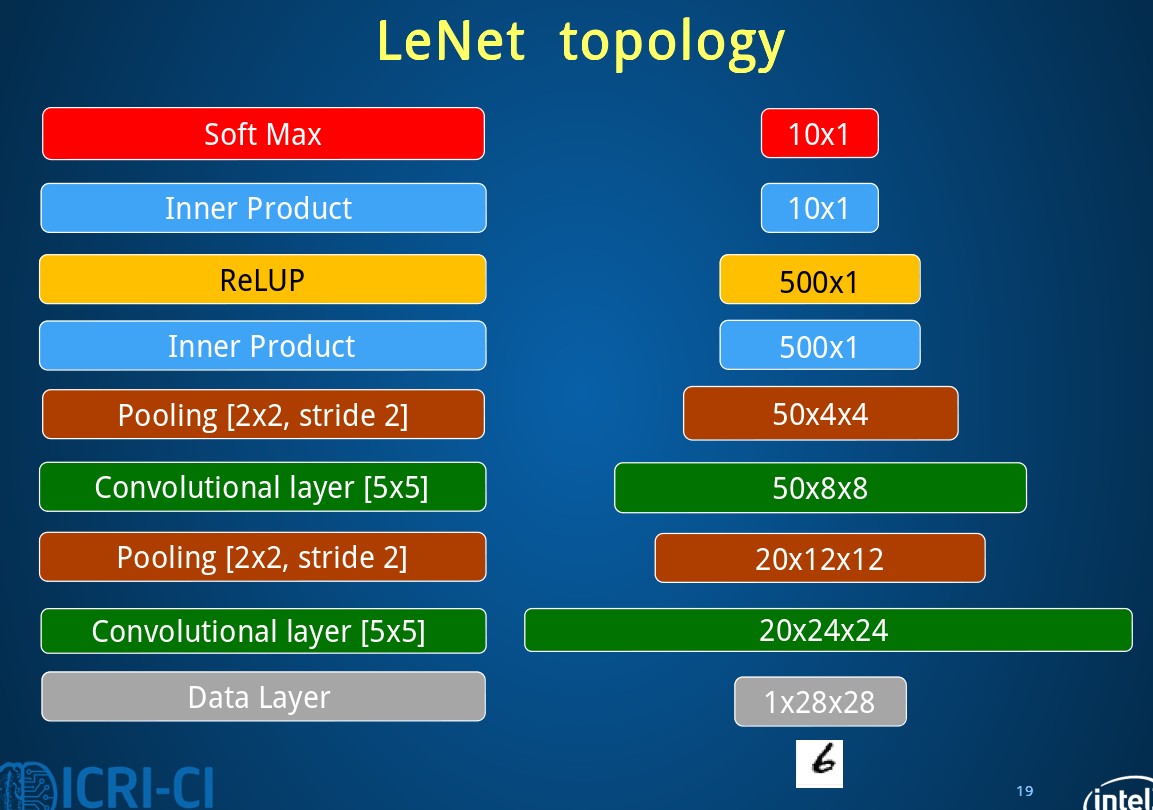 LeNet topology
Soft Max
10x1
Inner Product
10x1
ReLUP
500x1
Inner Product
500x1
Pooling [2x2, stride 2]
50x4x4
Convolutional layer [5x5]
50x8x8
Pooling [2x2, stride 2]
20x12x12
Convolutional layer [5x5]
20x24x24
Data Layer
1x28x28
6
ICRI-CI
19
intel